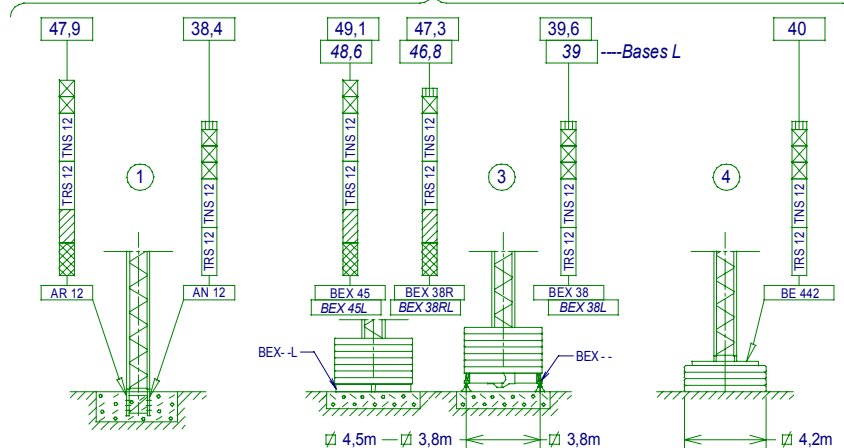 47,9 38,4 49,1 47,3 39,6 40
48,6 46,8 39 ----Bases L
TRS 12 TNS 12
TRS 12 TNS 12
TRS 12 TNS 12
TRS 12 TNS 12
TRS 12 TNS 12
TRS 12 TNS 12
1 3 4
AR 12 AN 12 BEX 45 BEX 38R BEX 38 BE 442
BEX 45L BEX 38RL BEX 38L
BEX- -L BEX - -
4,5m 3,8m 3,8m 4,2m